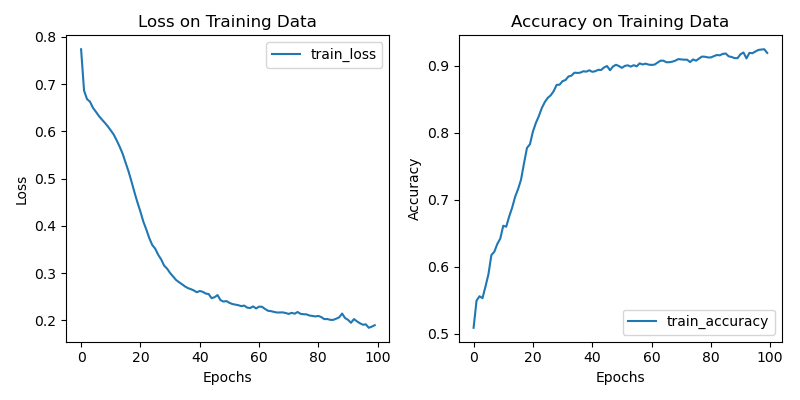 Loss on Training Data
0.8
0.7
0.6
0.5
0.4
0.3
0.2
Loss
train_loss
0 20 40 60 80 100
Epochs
Accuracy on Training Data
0.9
0.8
0.7
0.6
0.5
Accuracy
train_accuracy
0 20 40 60 80 100
Epochs